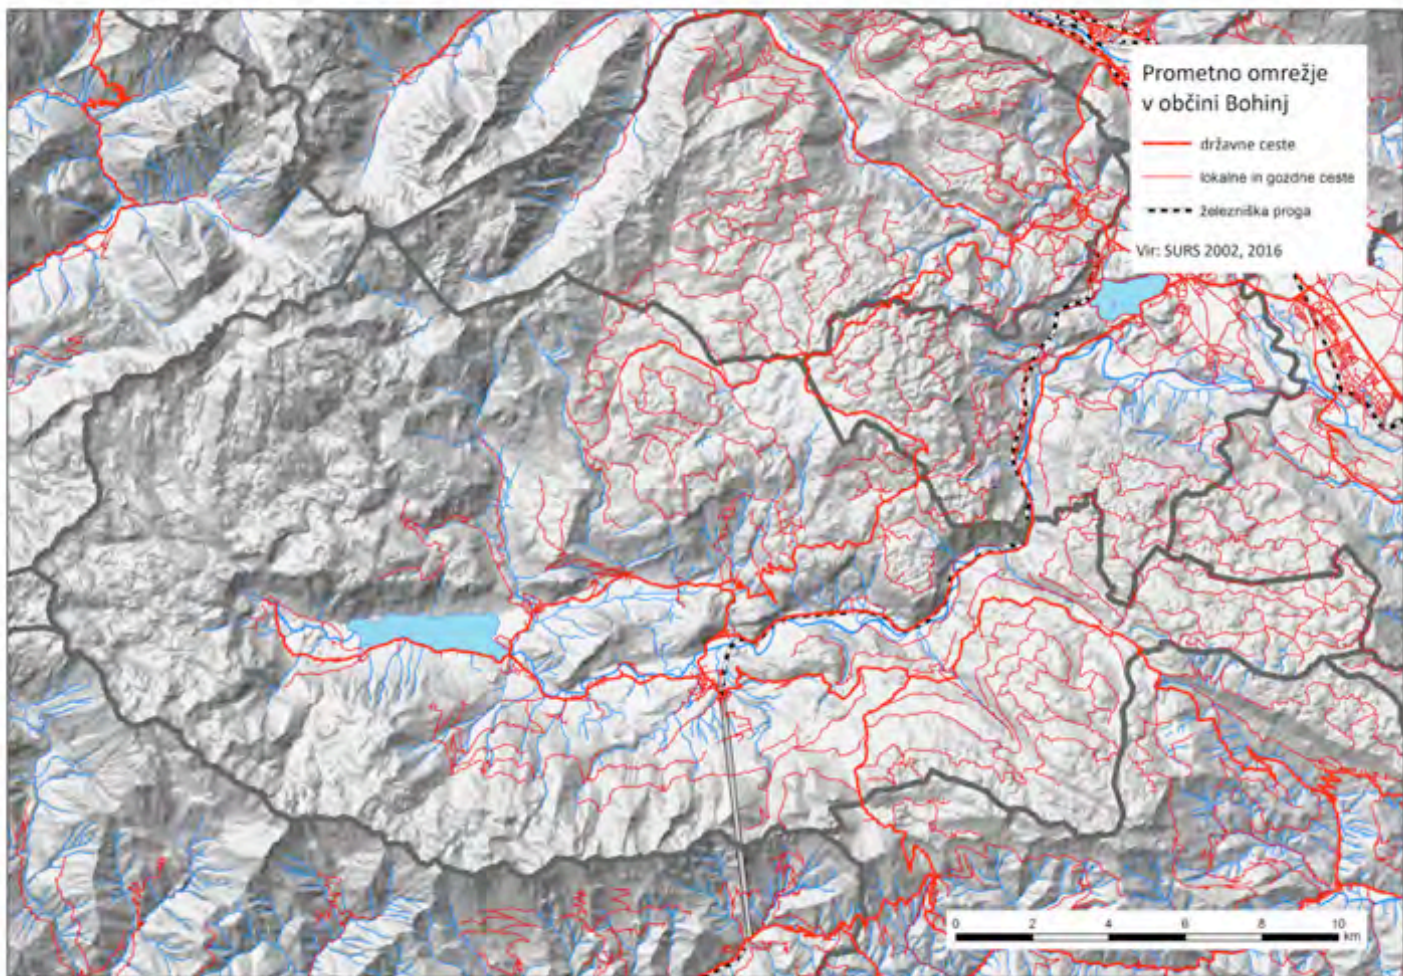 Prometno omrežje
v občini Bohinj
državne ceste
lokalne in gozdne ceste
železniška proga
Vir: SURS 2002, 2016
0 2 4 6 8 10
km